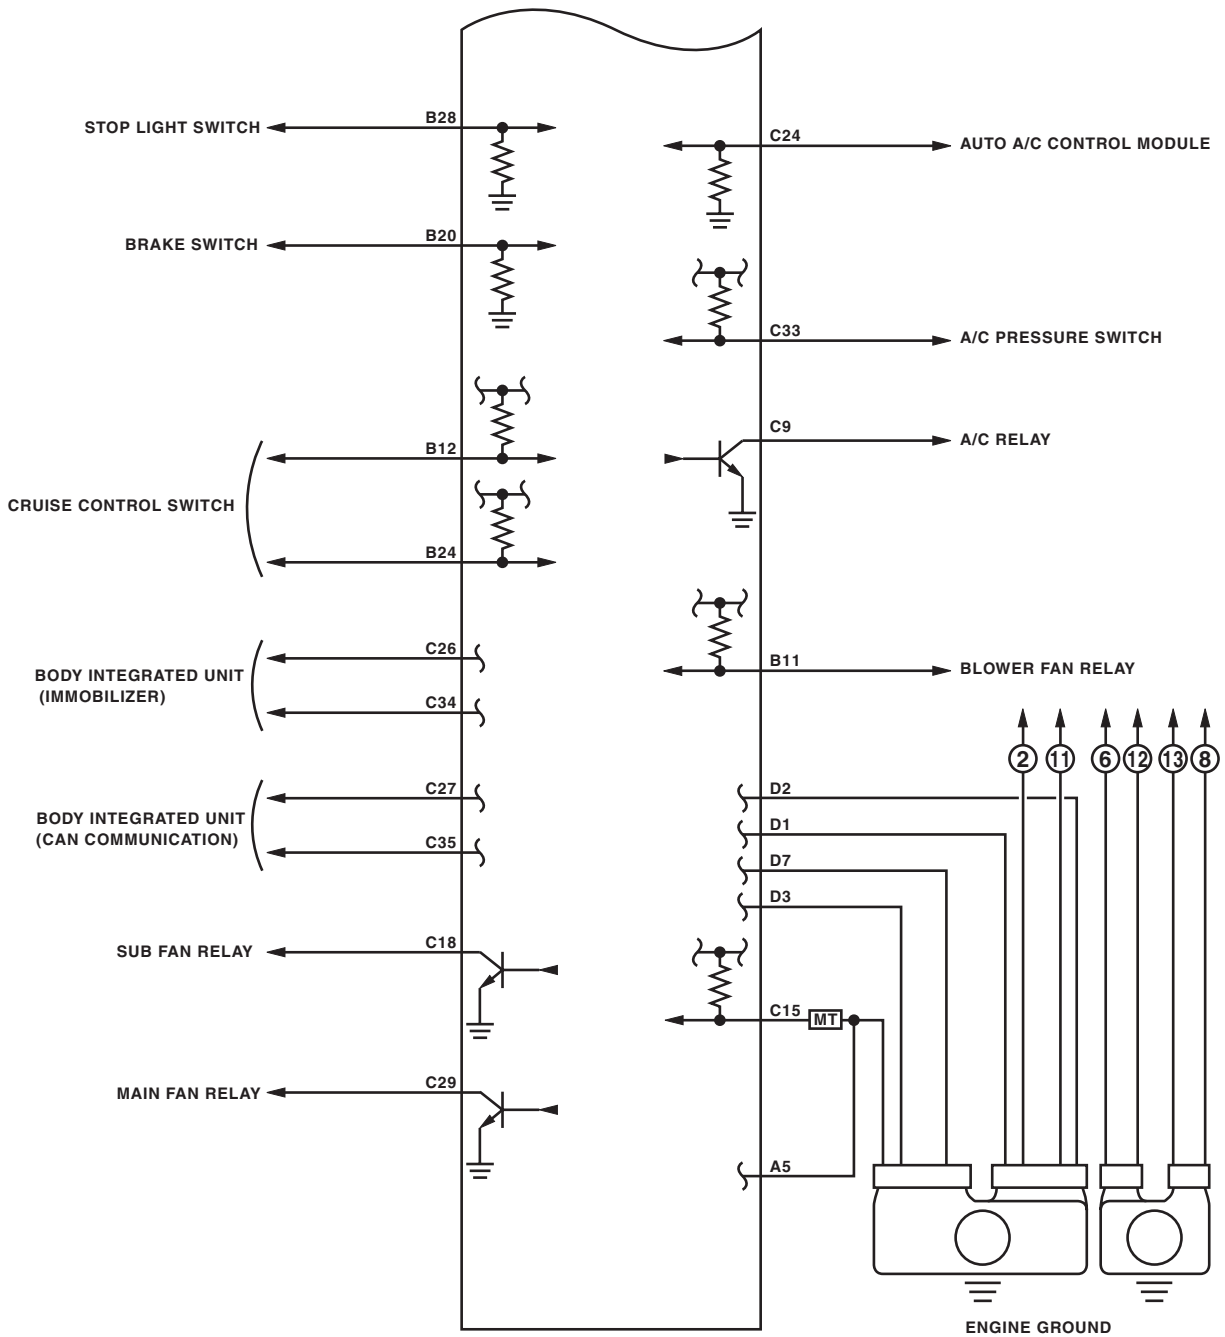 B28
STOP LIGHT SWITCH
C24
AUTO A/C CONTROL MODULE
B20
BRAKE SWITCH
C33
A/C PRESSURE SWITCH
C9
A/C RELAY
B12
CRUISE CONTROL SWITCH
B24
C26
BODY INTEGRATED UNIT
(IMMOBILIZER)
C34
B11
BLOWER FAN RELAY
2 11 6 12 13 8
C27
BODY INTEGRATED UNIT
(CAN COMMUNICATION)
C35
D2
D1
D7
D3
C18
SUB FAN RELAY
C15 MT
C29
MAIN FAN RELAY
A5
ENGINE GROUND